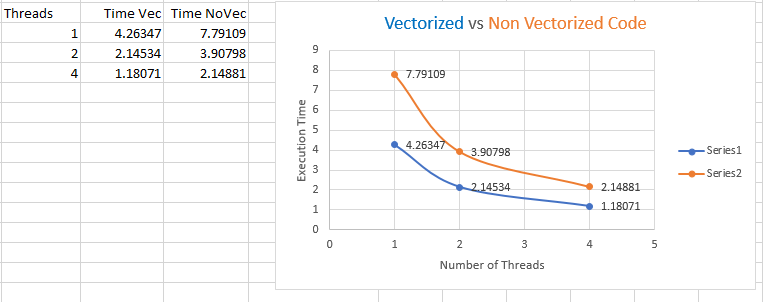 Threads Time Vec Time NoVec
1 4.26347 7.79109
2 2.14534 3.90798
4 1.18071 2.14881
Vectorized vs Non Vectorized Code
Execution Time
9
8
7
6
5
4
3
2
1
0
7.79109
4.26347
3.90798
2.14534
2.14881
1.18071
0 1 2 3 4 5
Number of Threads
Series1
Series2